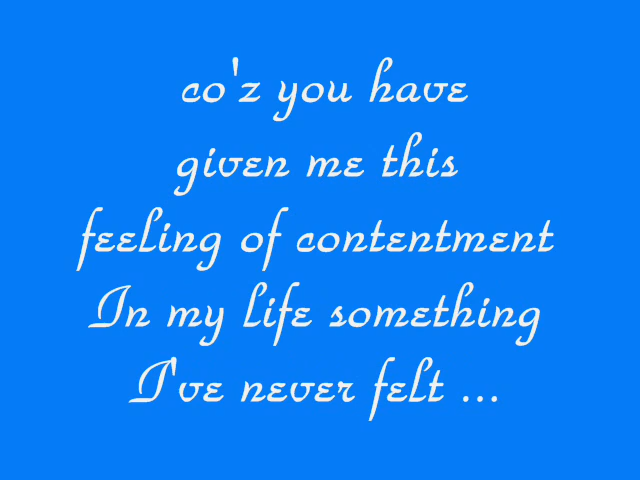 co'z you have
given me this
feeling of contentment
In my life something
I've never felt ...